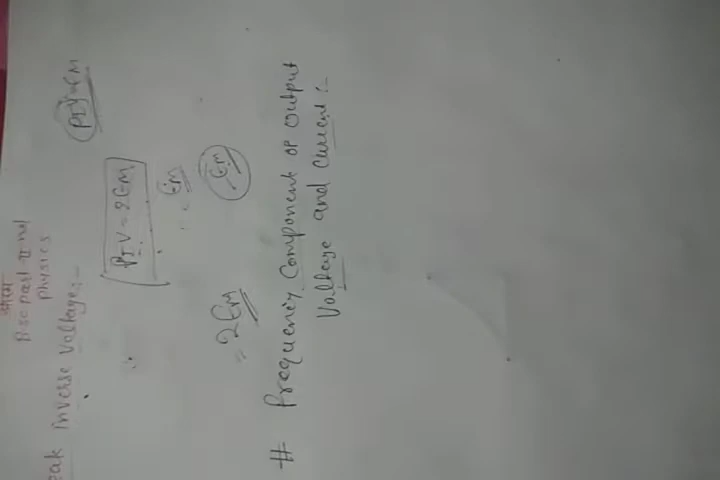 B.sc part II and
physics
eak inverse voltage:-
PIV = EM
PIV = 2EM
Em
- Em
= 2EM
# frequency Component of output
Voltage and Current :-